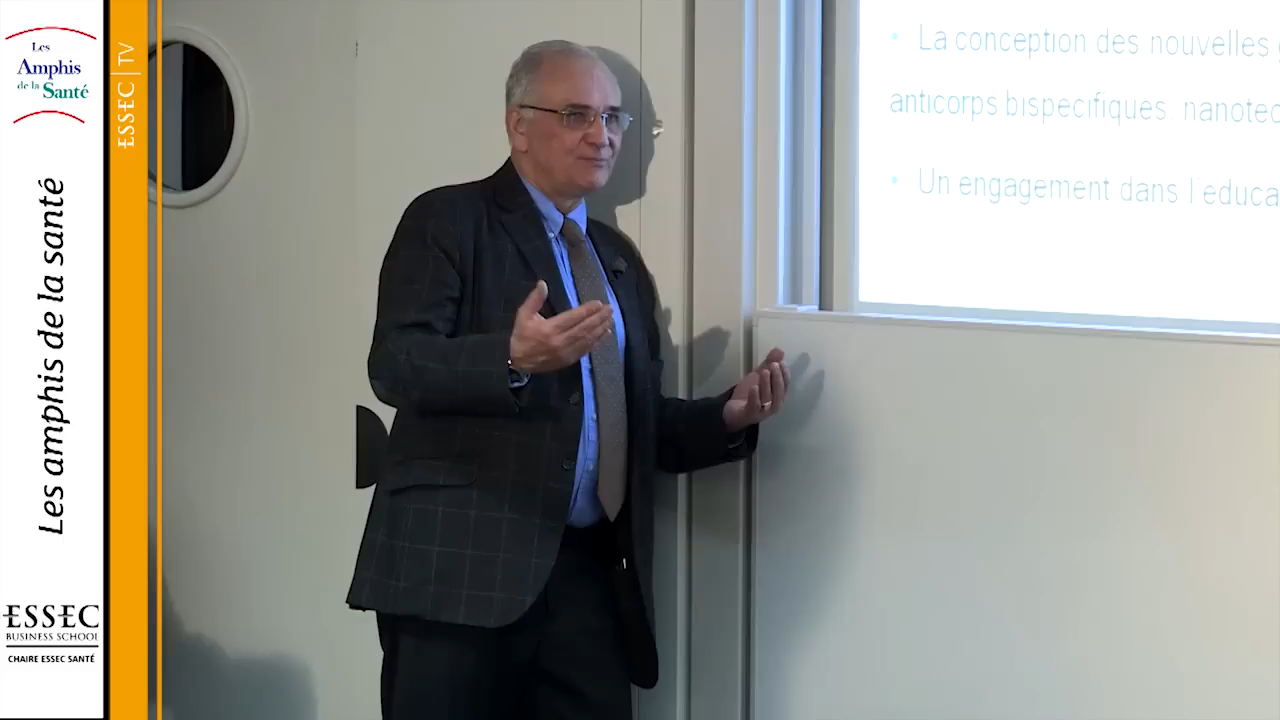 Les
Amphis
de la Santé
ESSEC | TV
Les amphis de la santé
ESSEC
BUSINESS SCHOOL
CHAIRE ESSEC SANTÉ
• La conception des nouvelles
anticorps bispecifiques nanotec
• Un engagement dans l educa